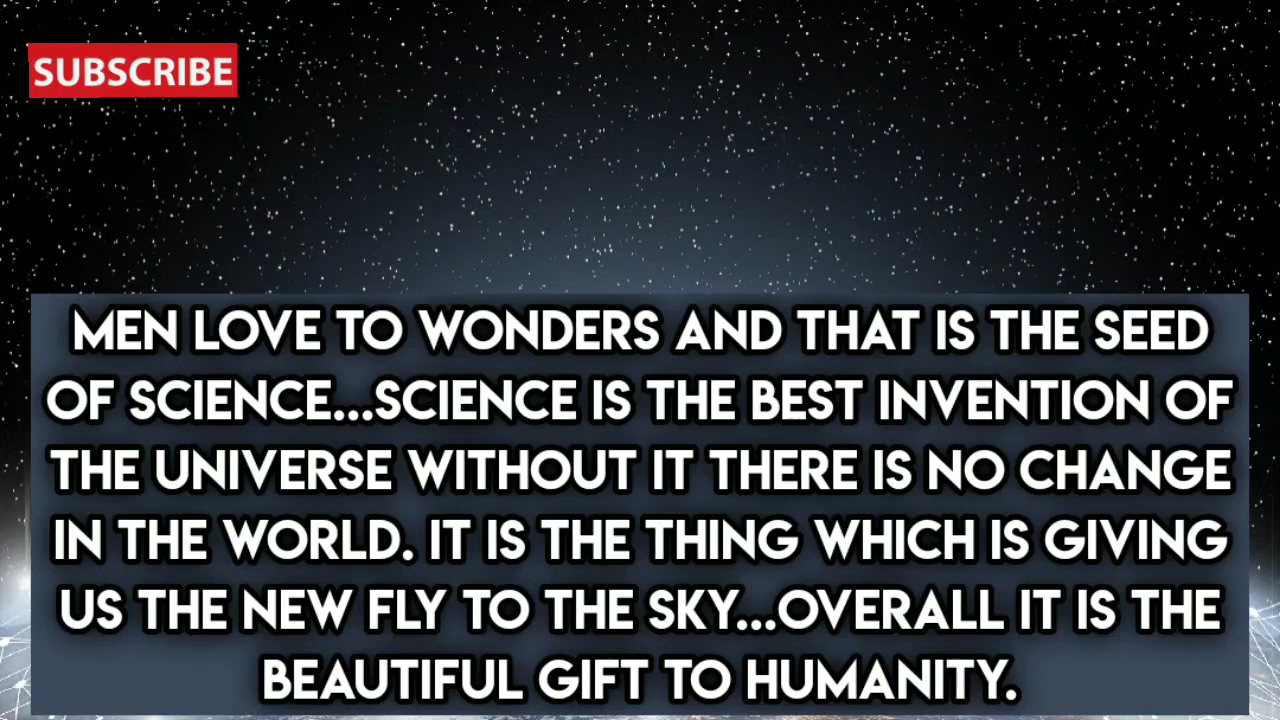 SUBSCRIBE
MEN LOVE TO WONDERS AND THAT IS THE SEED
OF SCIENCE...SCIENCE IS THE BEST INVENTION OF
THE UNIVERSE WITHOUT IT THERE IS NO CHANGE
IN THE WORLD. IT IS THE THING WHICH IS GIVING
US THE NEW FLY TO THE SKY...OVERALL IT IS THE
BEAUTIFUL GIFT TO HUMANITY.